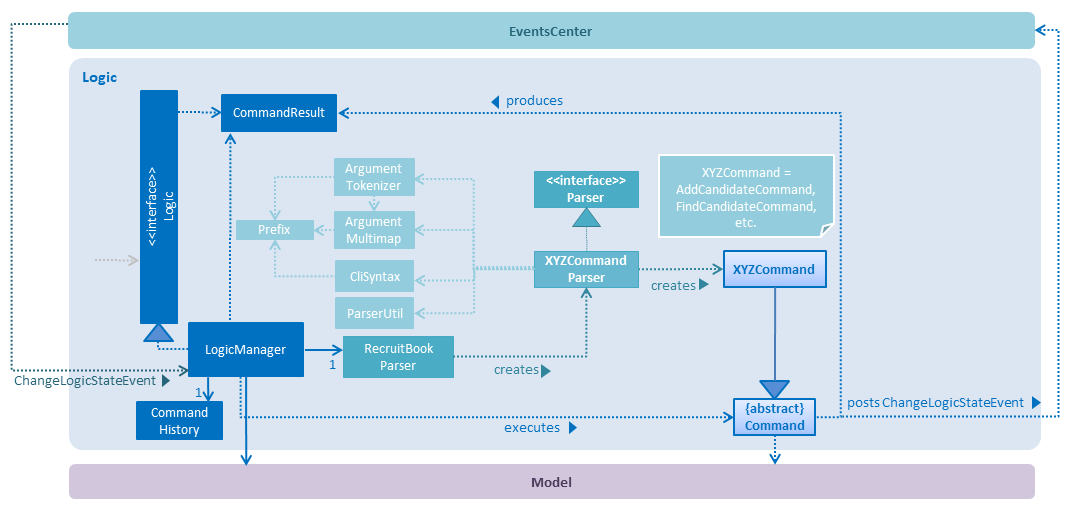 EventsCenter
Logic
produces
CommandResult
<<interface>>
Logic
Argument
Tokenizer
<<interface>>
Parser
XYZCommand =
AddCandidateCommand,
FindCandidateCommand,
etc.
Prefix
Argument
Multimap
XYZCommand
Parser
XYZCommand
CliSyntax
creates
ParserUtil
LogicManager
RecruitBook
Parser
1
creates
ChangeLogicStateEvent
1
Command
History
{abstract}
Command
posts ChangeLogicStateEvent
executes
Model